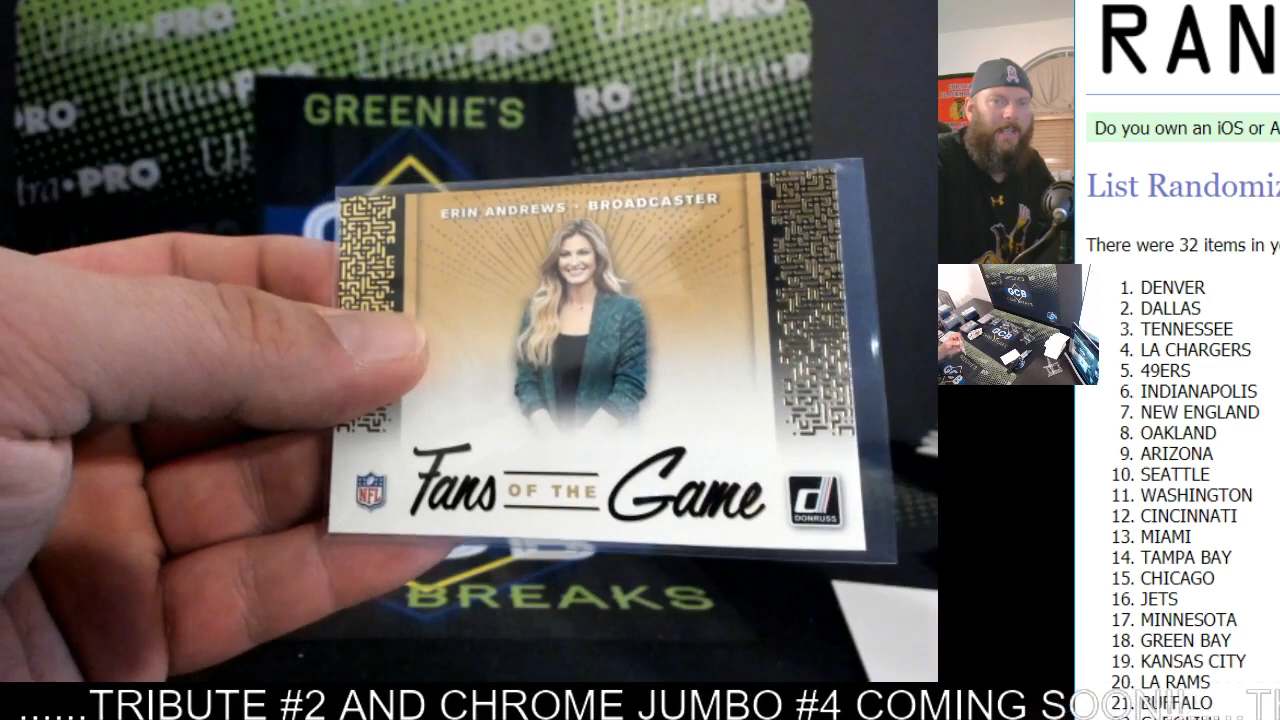 Ultra•PRO
GREENIE'S
ERIN ANDREWS • BROADCASTER
Fans OF THE Game
NFL
DONRUSS
BREAKS
GCB
RAN
Do you own an iOS or A
List Randomiz
There were 32 items in y
1. DENVER
2. DALLAS
3. TENNESSEE
4. LA CHARGERS
5. 49ERS
6. INDIANAPOLIS
7. NEW ENGLAND
8. OAKLAND
9. ARIZONA
10. SEATTLE
11. WASHINGTON
12. CINCINNATI
13. MIAMI
14. TAMPA BAY
15. CHICAGO
16. JETS
17. MINNESOTA
18. GREEN BAY
19. KANSAS CITY
20. LA RAMS
21. BUFFALO
......TRIBUTE #2 AND CHROME JUMBO #4 COMING SOON!!